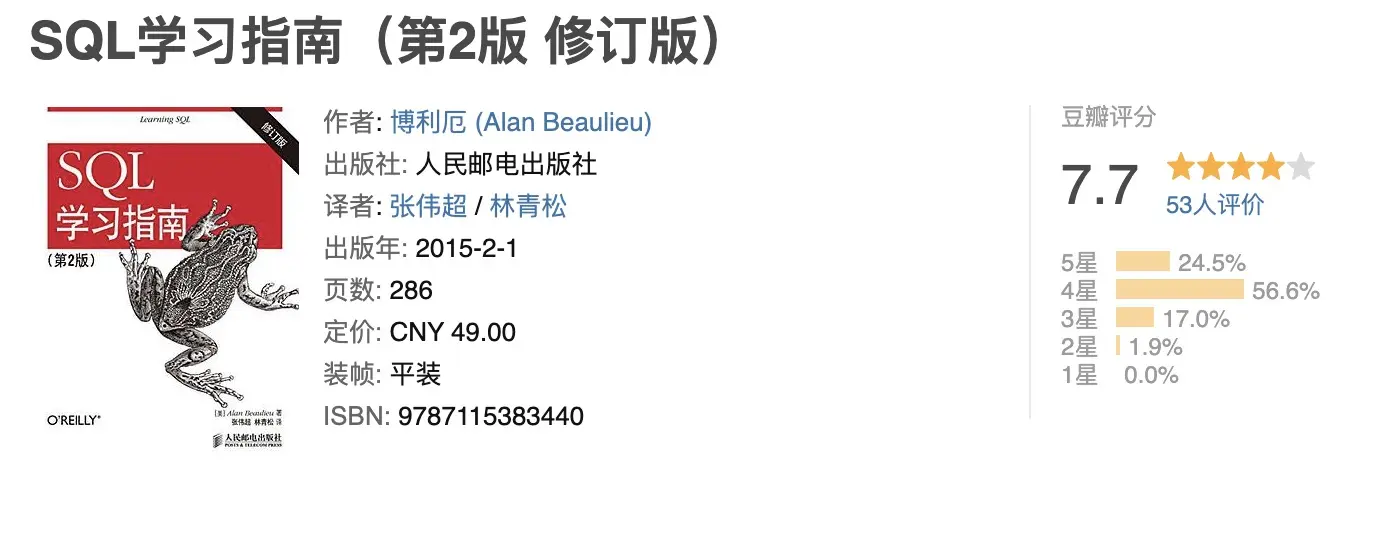 SQL学习指南（第2版 修订版）
Learning SQL
修订版
SQL
学习指南
（第2版）
O'REILLY®
[美] Alan Beaulieu 著
张伟超 林青松 译
人民邮电出版社
POSTS & TELECOM PRESS
作者: 博利厄 (Alan Beaulieu)
出版社: 人民邮电出版社
译者: 张伟超 / 林青松
出版年: 2015-2-1
页数: 286
定价: CNY 49.00
装帧: 平装
ISBN: 9787115383440
豆瓣评分
7.7
53人评价
5星 24.5%
4星 56.6%
3星 17.0%
2星 1.9%
1星 0.0%